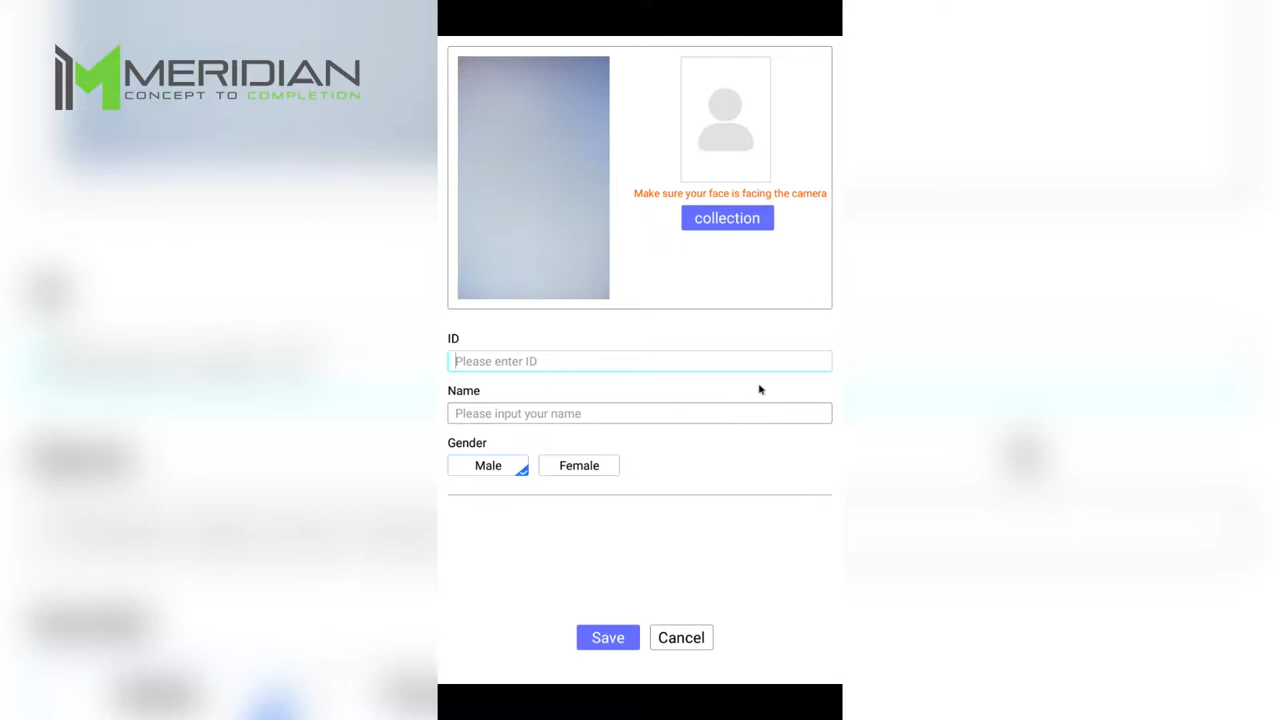 MERIDIAN
CONCEPT TO COMPLETION
Make sure your face is facing the camera
collection
ID
Please enter ID
Name
Please input your name
Gender
Male
Female
Save
Cancel